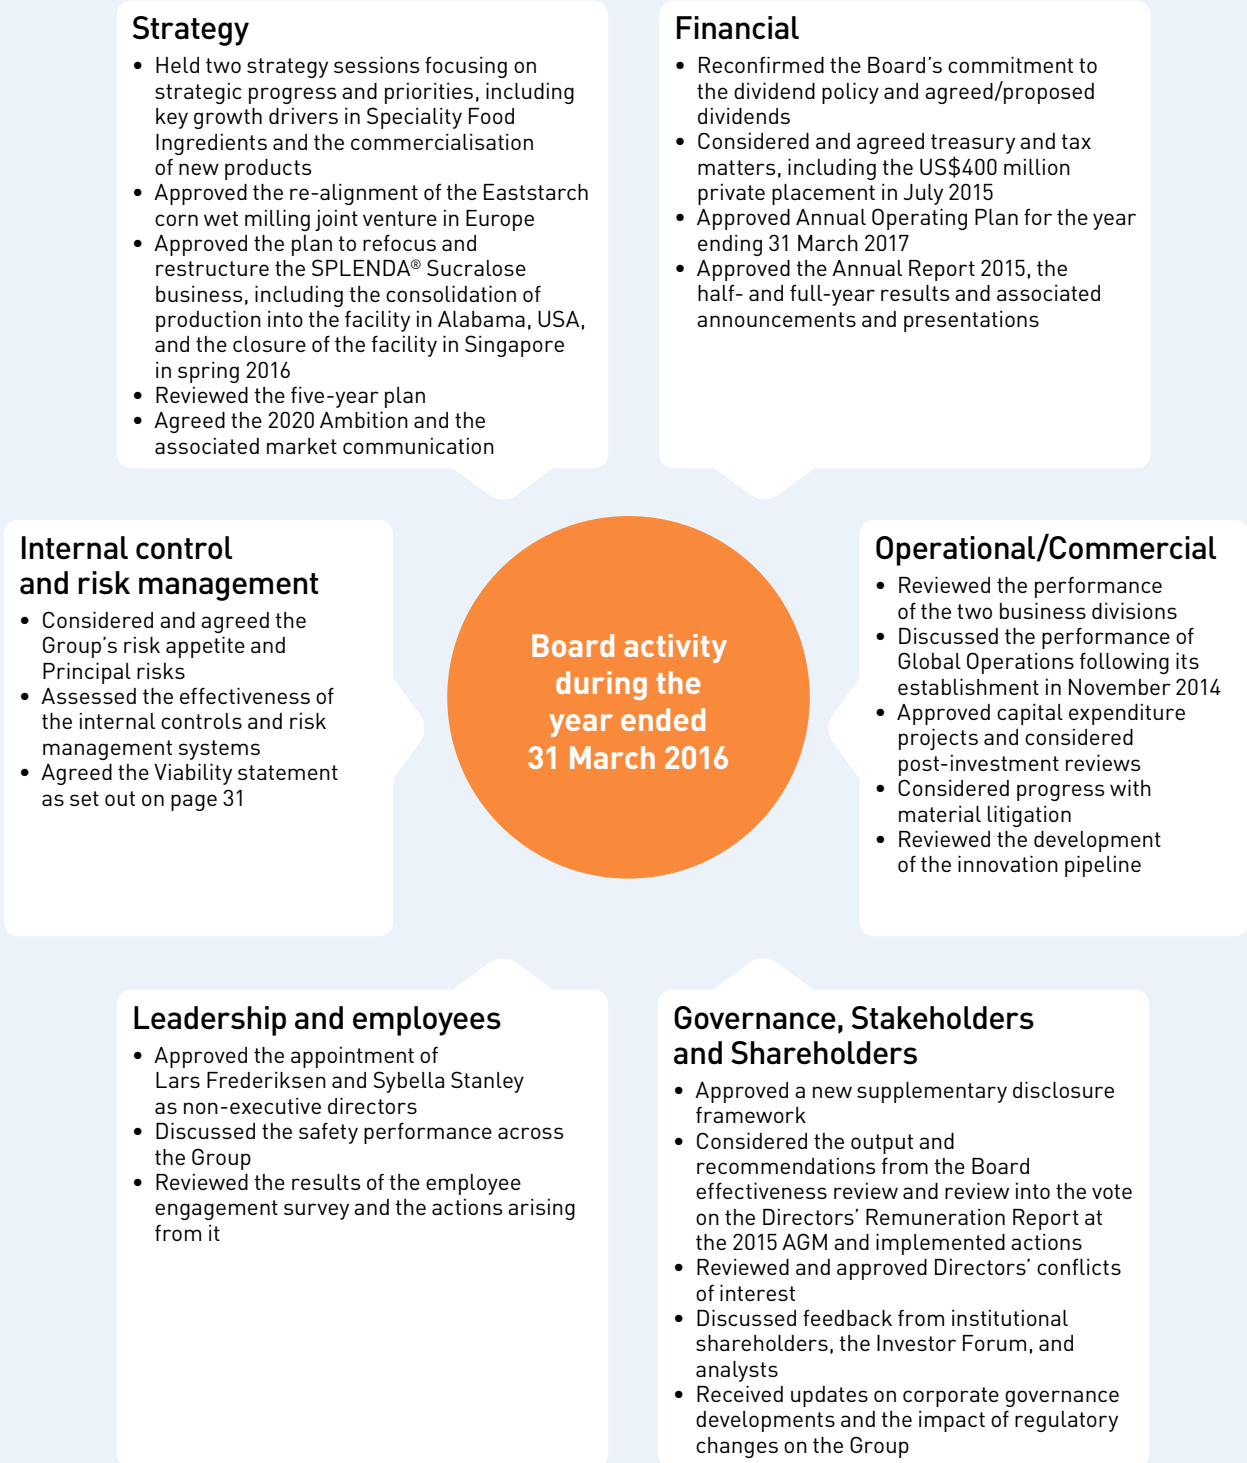 Strategy
• Held two strategy sessions focusing on
strategic progress and priorities, including
key growth drivers in Speciality Food
Ingredients and the commercialisation
of new products
• Approved the re-alignment of the Eaststarch
corn wet milling joint venture in Europe
• Approved the plan to refocus and
restructure the SPLENDA® Sucralose
business, including the consolidation of
production into the facility in Alabama, USA,
and the closure of the facility in Singapore
in spring 2016
• Reviewed the five-year plan
• Agreed the 2020 Ambition and the
associated market communication
Financial
• Reconfirmed the Board’s commitment to
the dividend policy and agreed/proposed
dividends
• Considered and agreed treasury and tax
matters, including the US$400 million
private placement in July 2015
• Approved Annual Operating Plan for the year
ending 31 March 2017
• Approved the Annual Report 2015, the
half- and full-year results and associated
announcements and presentations
Internal control
and risk management
• Considered and agreed the
Group’s risk appetite and
Principal risks
• Assessed the effectiveness of
the internal controls and risk
management systems
• Agreed the Viability statement
as set out on page 31
Board activity
during the
year ended
31 March 2016
Operational/Commercial
• Reviewed the performance
of the two business divisions
• Discussed the performance of
Global Operations following its
establishment in November 2014
• Approved capital expenditure
projects and considered
post-investment reviews
• Considered progress with
material litigation
• Reviewed the development
of the innovation pipeline
Leadership and employees
• Approved the appointment of
Lars Frederiksen and Sybella Stanley
as non-executive directors
• Discussed the safety performance across
the Group
• Reviewed the results of the employee
engagement survey and the actions arising
from it
Governance, Stakeholders
and Shareholders
• Approved a new supplementary disclosure
framework
• Considered the output and
recommendations from the Board
effectiveness review and review into the vote
on the Directors’ Remuneration Report at
the 2015 AGM and implemented actions
• Reviewed and approved Directors’ conflicts
of interest
• Discussed feedback from institutional
shareholders, the Investor Forum, and
analysts
• Received updates on corporate governance
developments and the impact of regulatory
changes on the Group